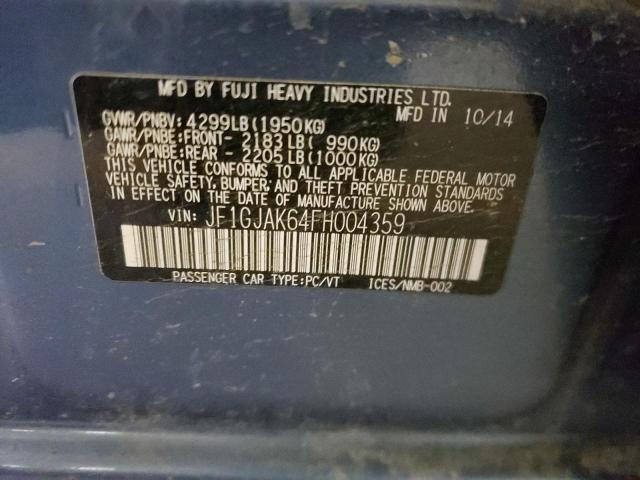 MFD BY FUJI HEAVY INDUSTRIES LTD.
MFD IN 10/14
GVWR/PNBV: 4299LB(1950KG)
GAWR/PNBE:FRONT- 2183LB( 990KG)
GAWR/PNBE:REAR - 2205LB(1000KG)
THIS VEHICLE CONFORMS TO ALL APPLICABLE FEDERAL MOTOR
VEHICLE SAFETY, BUMPER, AND THEFT PREVENTION STANDARDS
IN EFFECT ON THE DATE OF MANUFACTURE SHOWN ABOVE.
VIN: JF1GJAK64FH004359
PASSENGER CAR TYPE:PC/VT ICES/NMB-002